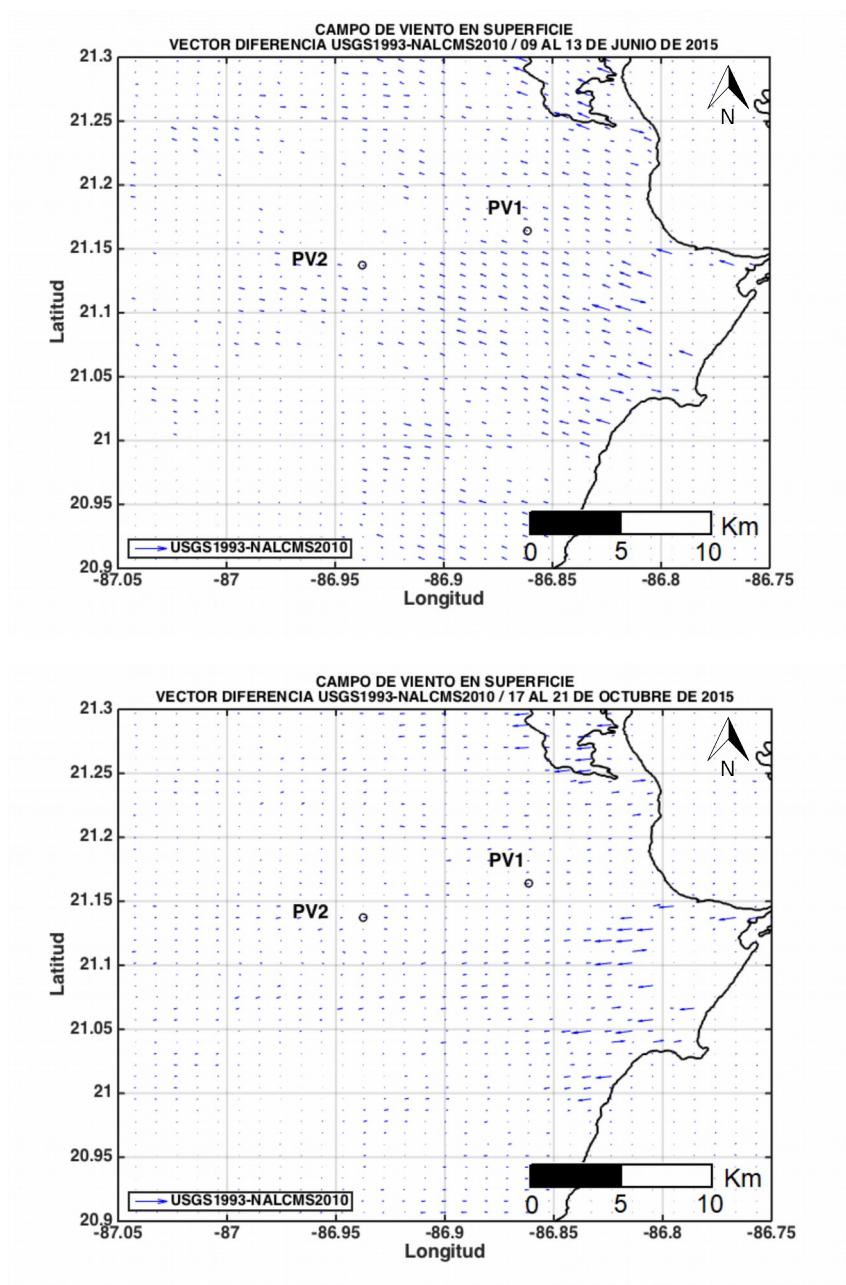 CAMPO DE VIENTO EN SUPERFICIE
VECTOR DIFERENCIA USGS1993-NALCMS2010 / 09 AL 13 DE JUNIO DE 2015
21.3
21.25
21.2
21.15
21.1
21.05
21
20.95
20.9
Latitud
N
PV1
PV2
USGS1993-NALCMS2010
Km
0 5 10
-87.05 -87 -86.95 -86.9 -86.85 -86.8 -86.75
Longitud
CAMPO DE VIENTO EN SUPERFICIE
VECTOR DIFERENCIA USGS1993-NALCMS2010 / 17 AL 21 DE OCTUBRE DE 2015
21.3
21.25
21.2
21.15
21.1
21.05
21
20.95
20.9
Latitud
N
PV1
PV2
USGS1993-NALCMS2010
Km
0 5 10
-87.05 -87 -86.95 -86.9 -86.85 -86.8 -86.75
Longitud